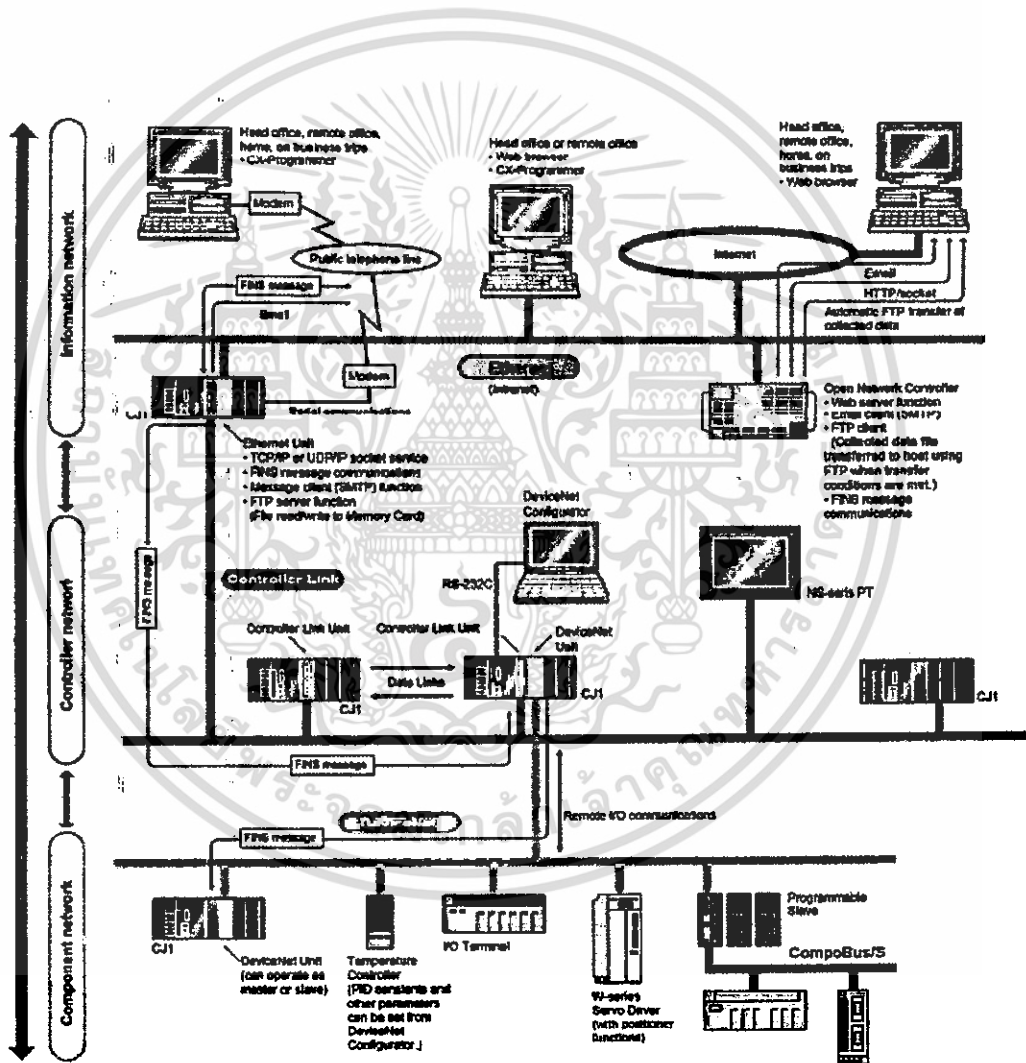 Information network
Controller network
Component network
Head office, remote office,
home, on business trips
• CX-Programmer
Modem
Public telephone line
FINS message
Email
Modem
CJ1
Serial communications
Ethernet Unit
• TCP/IP or UDP/IP socket service
• FINS message communications
• Message client (SMTP) function
• FTP server function
(File read/write to Memory Card)
Head office or remote office
• Web browser
• CX-Programmer
Ethernet
(Intranet)
Head office,
remote office,
home, on
business trips
• Web browser
Internet
Email
HTTP/socket
Automatic FTP transfer of
collected data
Open Network Controller
• Web server function
• Email client (SMTP)
• FTP client
(Collected data file
transferred to host using
FTP when transfer
conditions are met.)
• FINS message
communications
FINS message
Controller Link
DeviceNet
Configurator
RS-232C
NS-series PT
Controller Link Unit
Controller Link Unit
DeviceNet
Unit
Data Links
CJ1
CJ1
CJ1
FINS message
Remote I/O communications
FINS message
CJ1
DeviceNet Unit
(can operate as
master or slave)
Temperature
Controller
(PID constants and
other parameters
can be set from
DeviceNet
Configurator.)
I/O Terminal
W-series
Servo Driver
(with positioner
functions)
Programmable
Slave
CompoBus/S